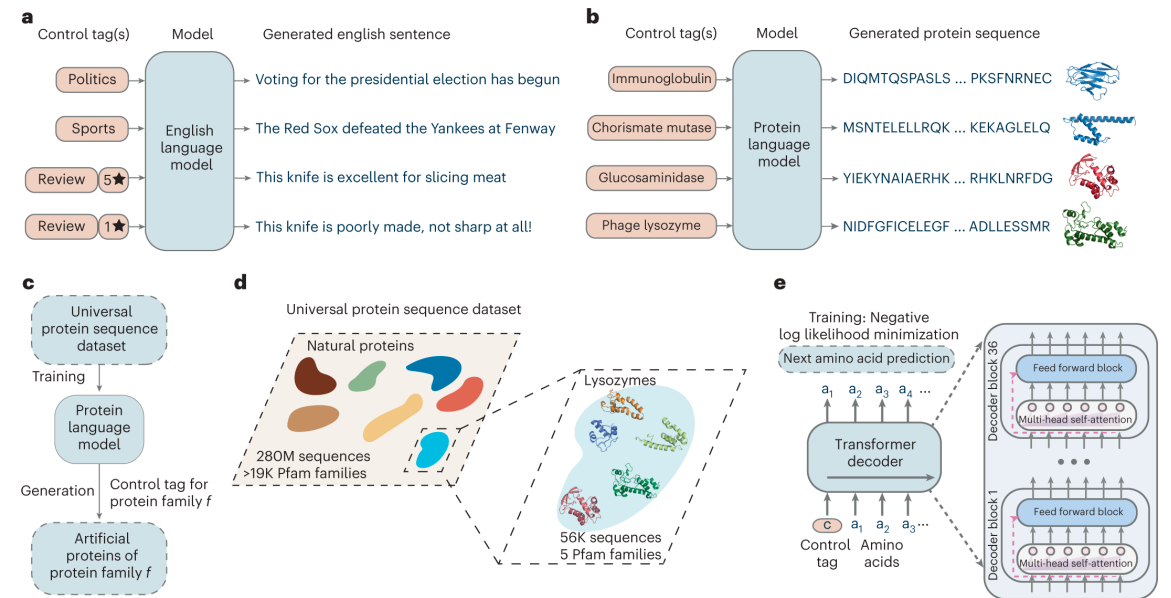 a
Control tag(s) Model Generated english sentence
Politics
Sports
Review 5★
Review 1★
English
language
model
Voting for the presidential election has begun
The Red Sox defeated the Yankees at Fenway
This knife is excellent for slicing meat
This knife is poorly made, not sharp at all!
b
Control tag(s) Model Generated protein sequence
Immunoglobulin
Chorismate mutase
Glucosaminidase
Phage lysozyme
Protein
language
model
DIQMTQSPASLS ... PKSFNRNEC
MSNTELELLRQK ... KEKAGLELQ
YIEKYNAIAERHK ... RHKLNRFDG
NIDFGFICELEGF ... ADLLESSMR
c
Universal
protein sequence
dataset
Training
Protein
language
model
Generation
Control tag for
protein family f
Artificial
proteins of
protein family f
d
Universal protein sequence dataset
Natural proteins
280M sequences
>19K Pfam families
Lysozymes
56K sequences
5 Pfam families
e
Training: Negative
log likelihood minimization
Next amino acid prediction
a1 a2 a3 a4 ...
Transformer
decoder
c a1 a2 a3...
Control
tag
Amino
acids
Decoder block 36
Feed forward block
Multi-head self-attention
Decoder block 1
Feed forward block
Multi-head self-attention